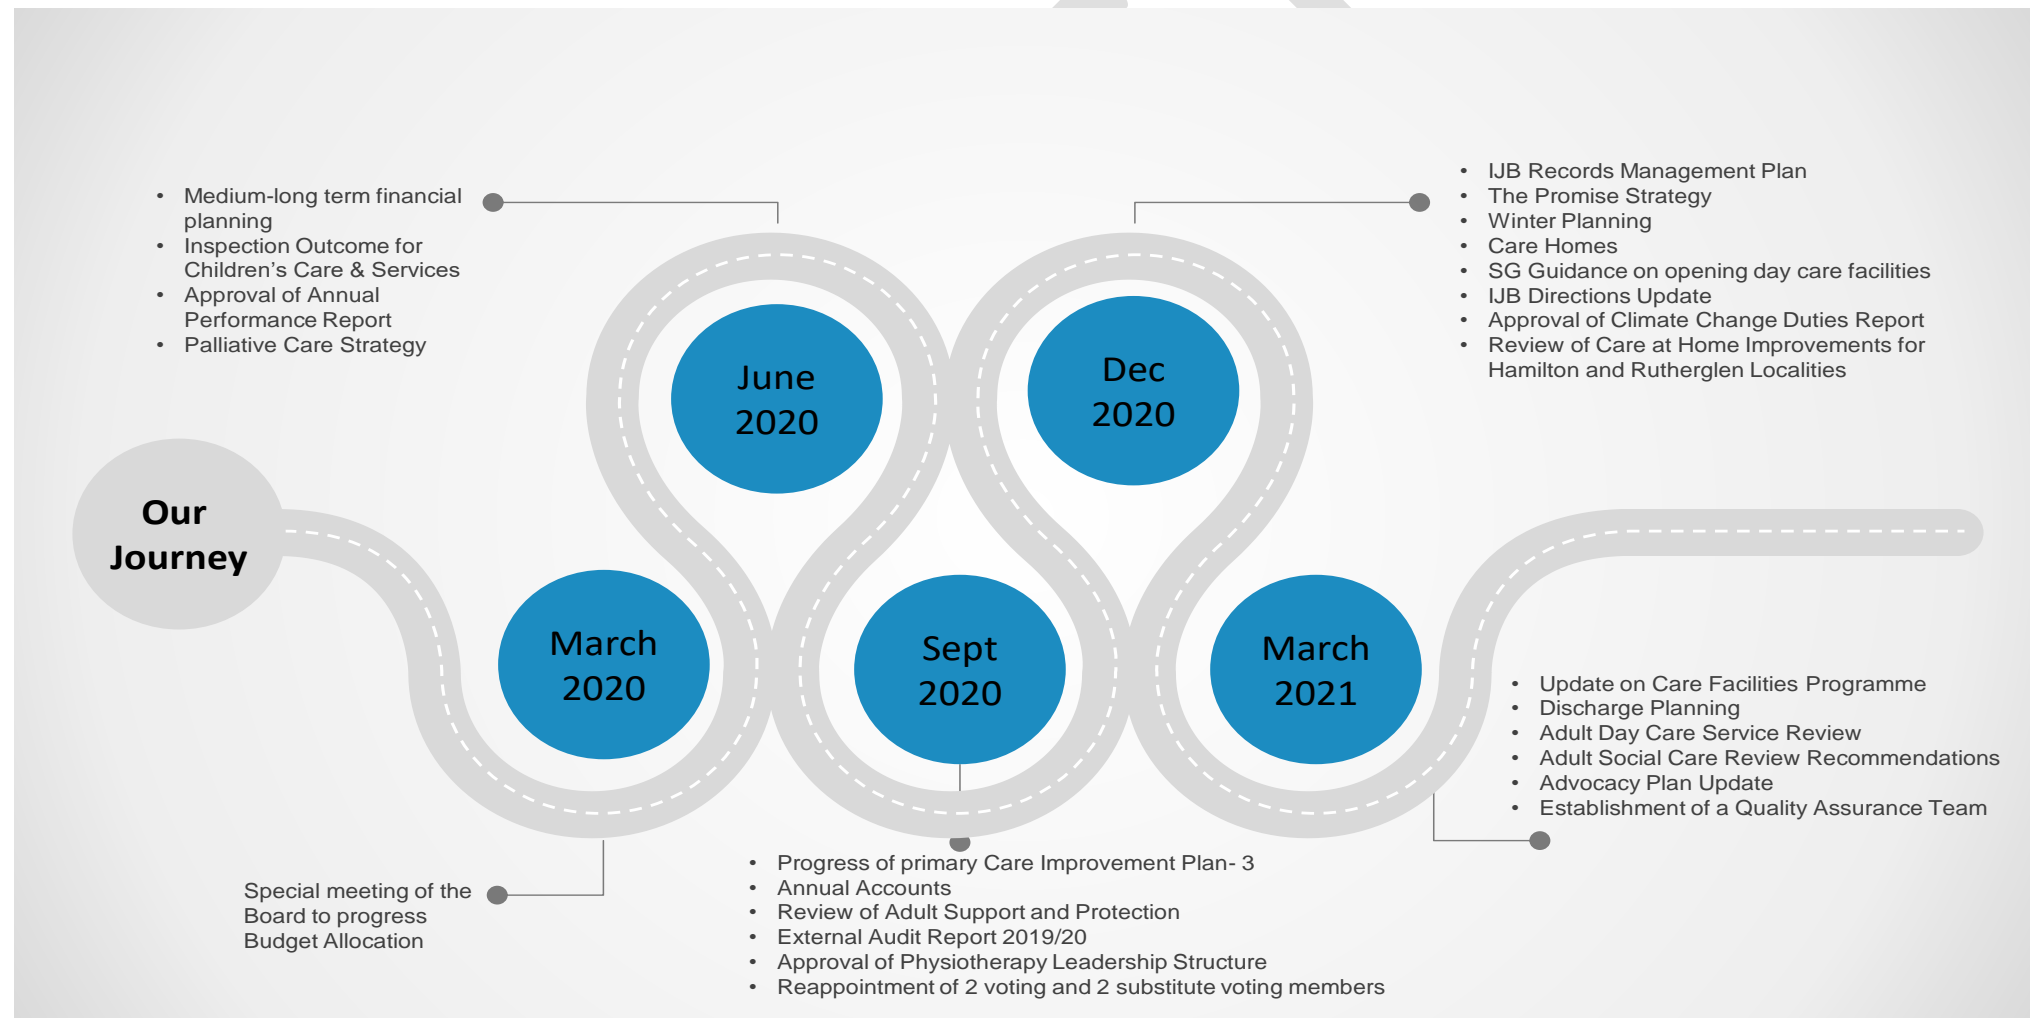 Our
Journey
March
2020
Special meeting of the
Board to progress
Budget Allocation
June
2020
• Medium-long term financial
planning
• Inspection Outcome for
Children’s Care & Services
• Approval of Annual
Performance Report
• Palliative Care Strategy
Sept
2020
• Progress of primary Care Improvement Plan- 3
• Annual Accounts
• Review of Adult Support and Protection
• External Audit Report 2019/20
• Approval of Physiotherapy Leadership Structure
• Reappointment of 2 voting and 2 substitute voting members
Dec
2020
• IJB Records Management Plan
• The Promise Strategy
• Winter Planning
• Care Homes
• SG Guidance on opening day care facilities
• IJB Directions Update
• Approval of Climate Change Duties Report
• Review of Care at Home Improvements for
Hamilton and Rutherglen Localities
March
2021
• Update on Care Facilities Programme
• Discharge Planning
• Adult Day Care Service Review
• Adult Social Care Review Recommendations
• Advocacy Plan Update
• Establishment of a Quality Assurance Team